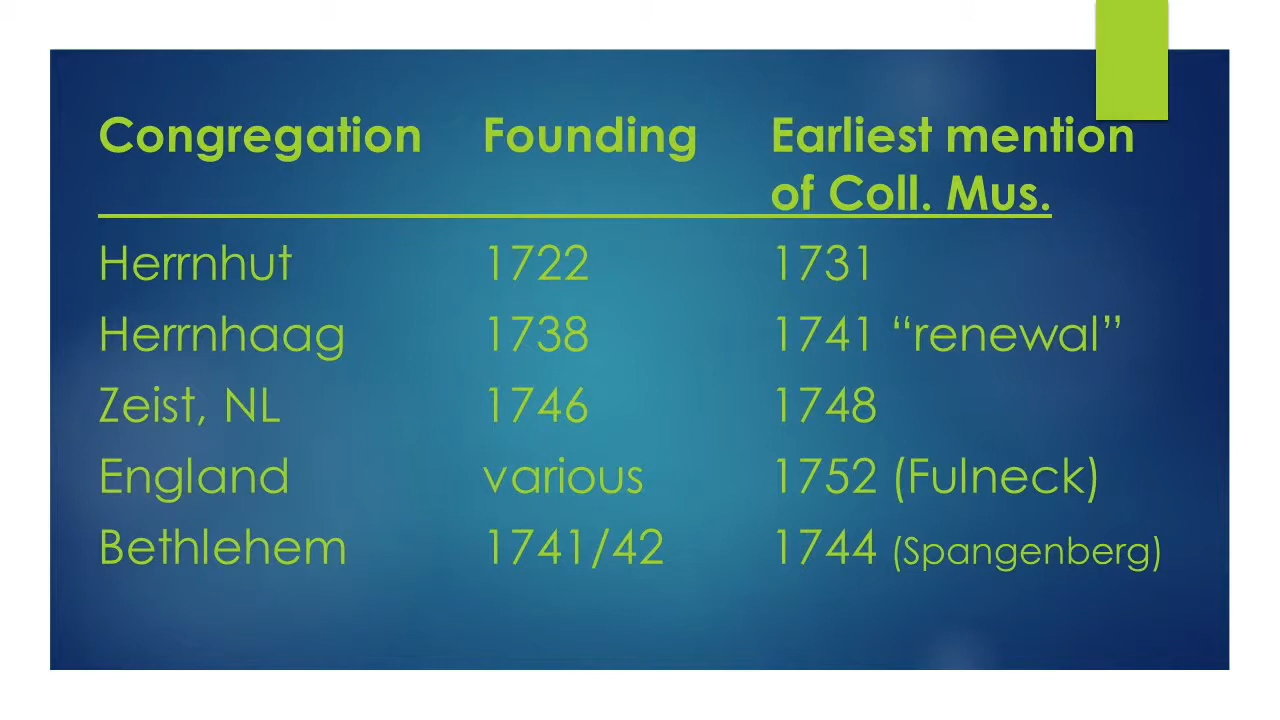 Congregation Founding Earliest mention
of Coll. Mus.
Herrnhut 1722 1731
Herrnhaag 1738 1741 “renewal”
Zeist, NL 1746 1748
England various 1752 (Fulneck)
Bethlehem 1741/42 1744 (Spangenberg)